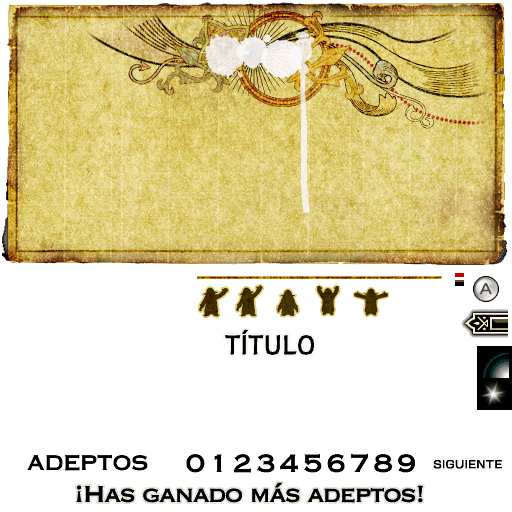 A
TÍTULO
ADEPTOS 0123456789 SIGUIENTE
¡HAS GANADO MÁS ADEPTOS!